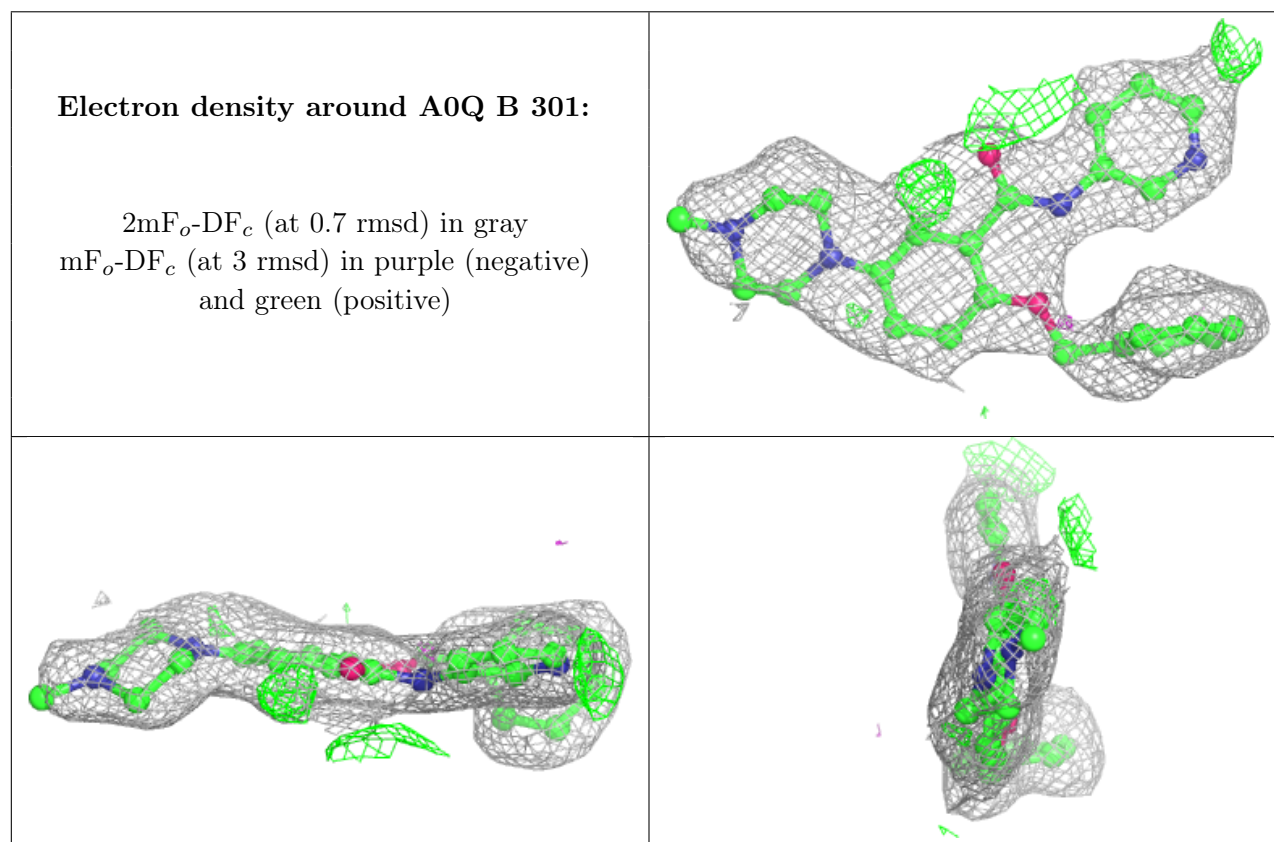 Electron density around A0Q B 301:
2mFo-DFc (at 0.7 rmsd) in gray
mFo-DFc (at 3 rmsd) in purple (negative)
and green (positive)